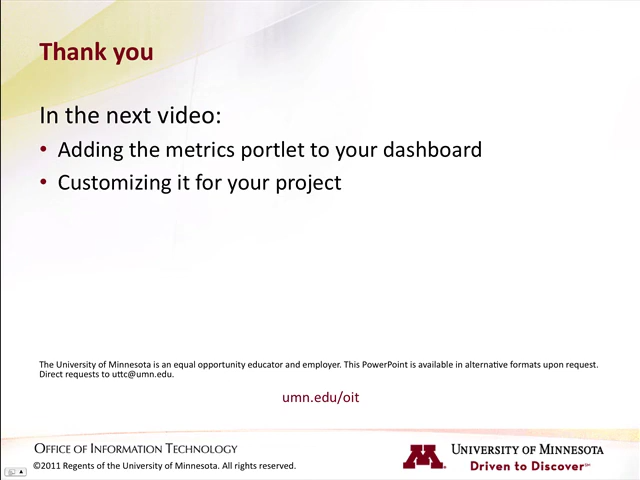 Thank you
In the next video:
• Adding the metrics portlet to your dashboard
• Customizing it for your project
The University of Minnesota is an equal opportunity educator and employer. This PowerPoint is available in alternative formats upon request.
Direct requests to uttc@umn.edu.
umn.edu/oit
OFFICE OF INFORMATION TECHNOLOGY
©2011 Regents of the University of Minnesota. All rights reserved.
M
UNIVERSITY OF MINNESOTA
Driven to Discover℠